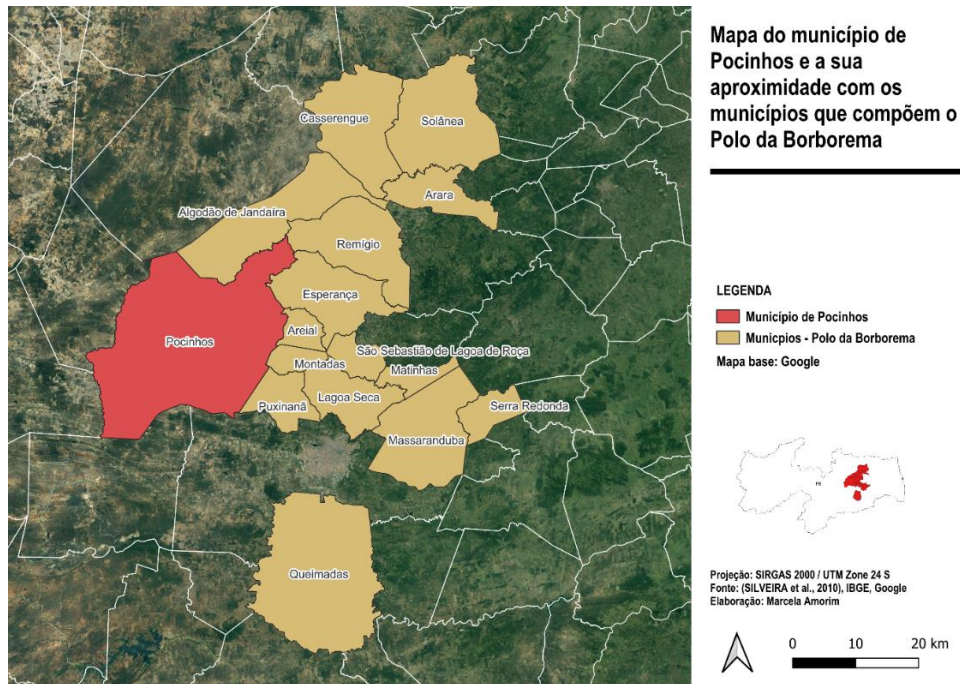 Mapa do município de
Pocinhos e a sua
aproximidade com os
municípios que compõem o
Polo da Borborema
Casserengue
Solânea
Arara
Algodão de Jandaíra
Remígio
Esperança
Pocinhos
Areial
São Sebastião de Lagoa de Roça
Montadas
Matinhas
Lagoa Seca
Puxinanã
Serra Redonda
Massaranduba
Queimadas
LEGENDA
Município de Pocinhos
Municpios - Polo da Borborema
Mapa base: Google
PB
Projeção: SIRGAS 2000 / UTM Zone 24 S
Fonte: (SILVEIRA et al., 2010), IBGE, Google
Elaboração: Marcela Amorim
0 10 20 km